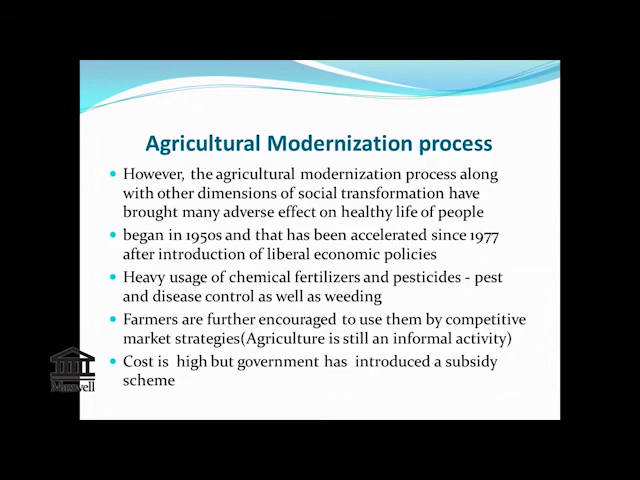 Agricultural Modernization process
However, the agricultural modernization process along
with other dimensions of social transformation have
brought many adverse effect on healthy life of people
began in 1950s and that has been accelerated since 1977
after introduction of liberal economic policies
Heavy usage of chemical fertilizers and pesticides - pest
and disease control as well as weeding
Farmers are further encouraged to use them by competitive
market strategies(Agriculture is still an informal activity)
Cost is  high but government has  introduced a subsidy
scheme
Maxwell